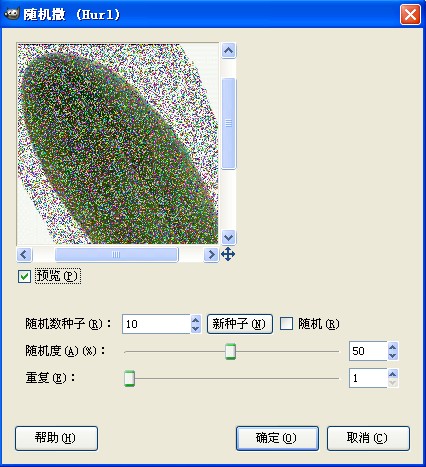 随机撒 (Hurl)
预览(P)
随机数种子(R)： 10 新种子(N) 随机(R)
随机度(A)(%)： 50
重复(E)： 1
帮助(H) 确定(O) 取消(C)